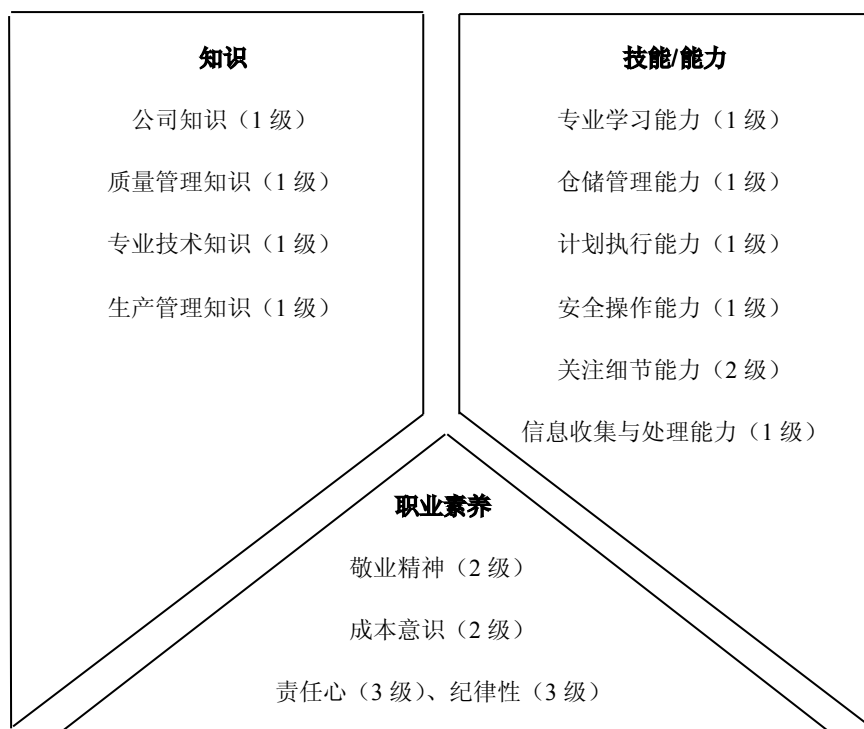 知识
公司知识（1 级）
质量管理知识（1 级）
专业技术知识（1 级）
生产管理知识（1 级）
技能/能力
专业学习能力（1 级）
仓储管理能力（1 级）
计划执行能力（1 级）
安全操作能力（1 级）
关注细节能力（2 级）
信息收集与处理能力（1 级）
职业素养
敬业精神（2 级）
成本意识（2 级）
责任心（3 级）、纪律性（3 级）